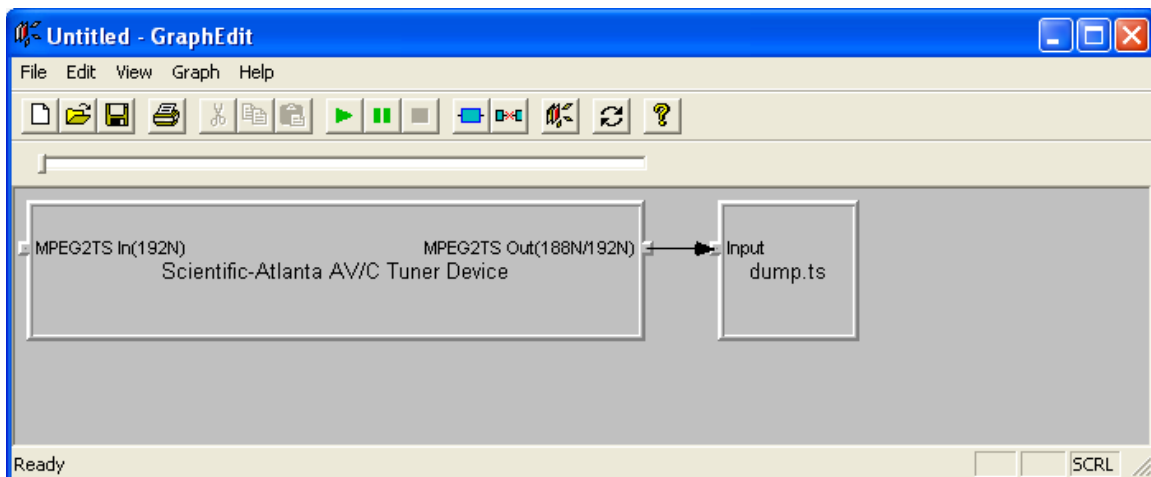 Untitled - GraphEdit
File Edit View Graph Help
MPEG2TS In(192N) MPEG2TS Out(188N/192N) Input
Scientific-Atlanta AV/C Tuner Device dump.ts
Ready SCRL